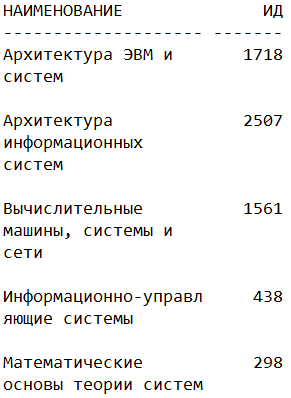 НАИМЕНОВАНИЕ ИД
-------------------- -------
Архитектура ЭВМ и 1718
систем
Архитектура 2507
информационных
систем
Вычислительные 1561
машины, системы и
сети
Информационно-управл 438
яющие системы
Математические 298
основы теории систем